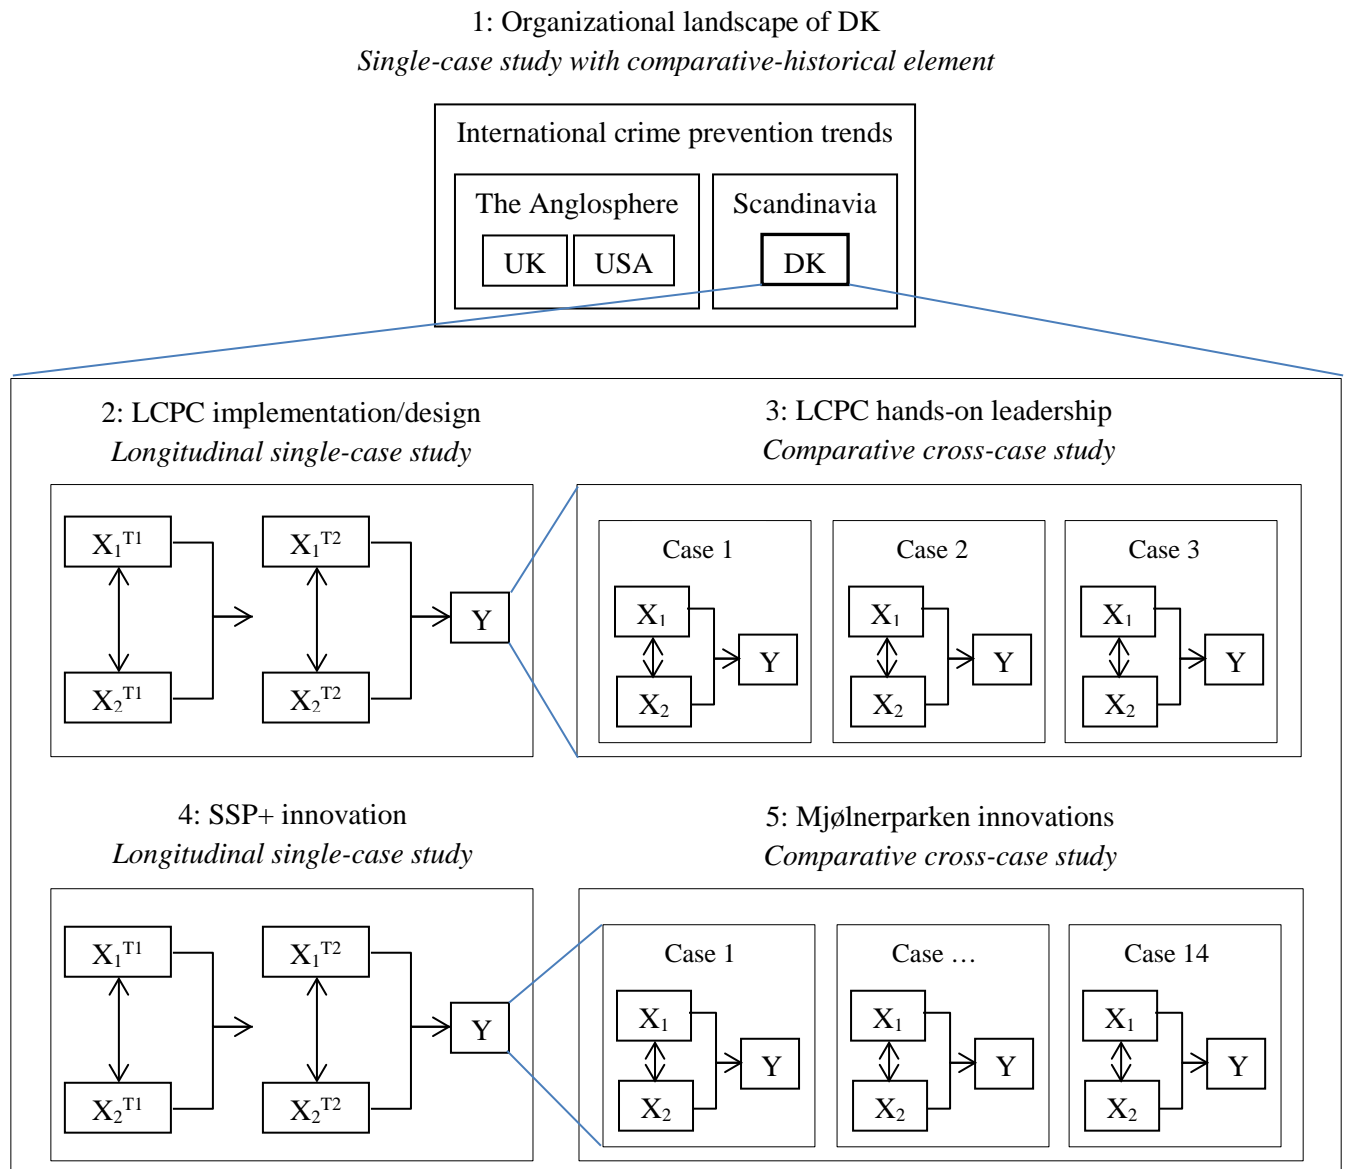 1: Organizational landscape of DK
Single-case study with comparative-historical element
International crime prevention trends
The Anglosphere
Scandinavia
UK
USA
DK
2: LCPC implementation/design
Longitudinal single-case study
X₁ᵀ¹
X₁ᵀ²
Y
X₂ᵀ¹
X₂ᵀ²
3: LCPC hands-on leadership
Comparative cross-case study
Case 1
X₁
Y
X₂
Case 2
X₁
Y
X₂
Case 3
X₁
Y
X₂
4: SSP+ innovation
Longitudinal single-case study
X₁ᵀ¹
X₁ᵀ²
Y
X₂ᵀ¹
X₂ᵀ²
5: Mjølnerparken innovations
Comparative cross-case study
Case 1
X₁
Y
X₂
Case …
X₁
Y
X₂
Case 14
X₁
Y
X₂